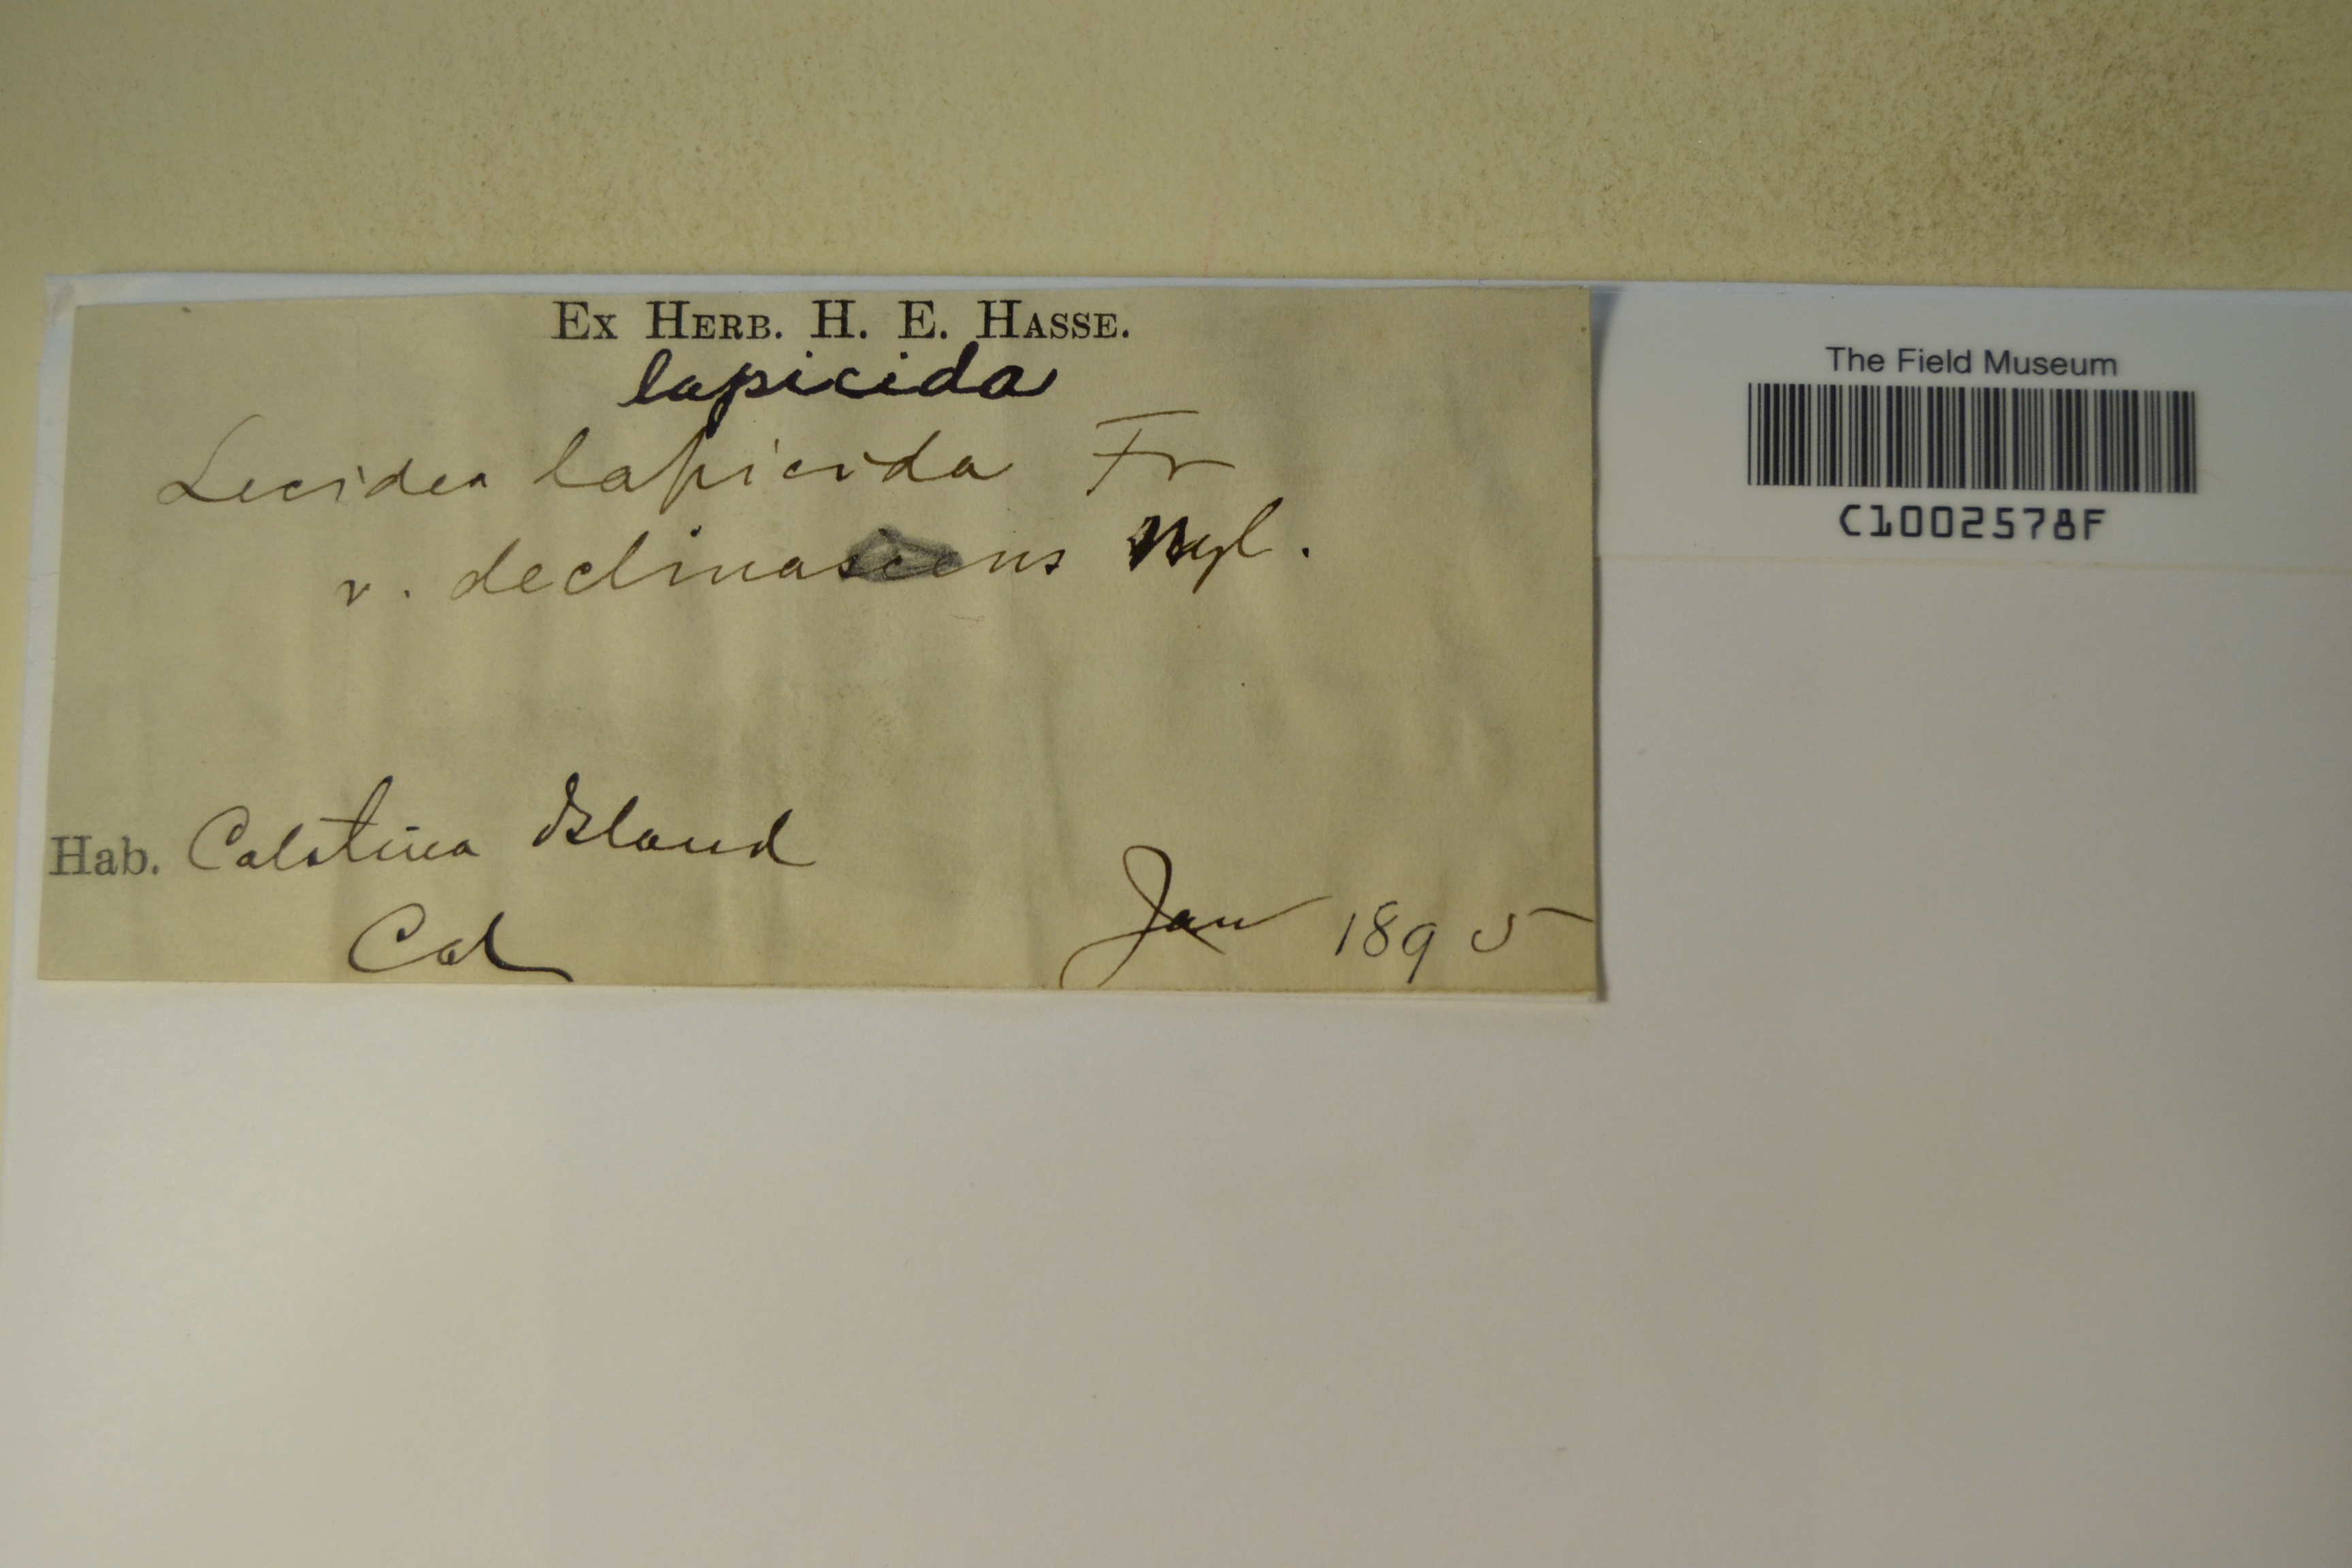 Ex Herb. H. E. Hasse.
lapicida
Lecidea lapicida Fr
v. declinascens Nyl.
Hab. Catalina Island
Cal
Jan 1895
The Field Museum
C1002578F